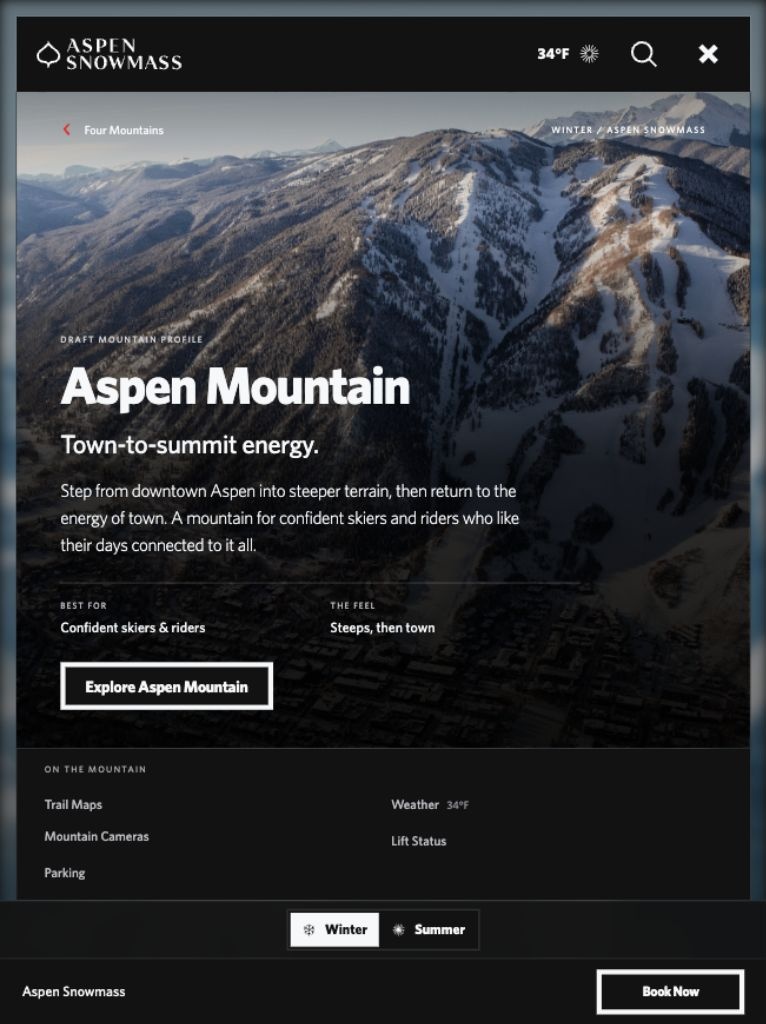 ASPEN
SNOWMASS
34°F
Four Mountains
WINTER / ASPEN SNOWMASS
DRAFT MOUNTAIN PROFILE
Aspen Mountain
Town-to-summit energy.
Step from downtown Aspen into steeper terrain, then return to the
energy of town. A mountain for confident skiers and riders who like
their days connected to it all.
BEST FOR
Confident skiers & riders
THE FEEL
Steeps, then town
Explore Aspen Mountain
ON THE MOUNTAIN
Trail Maps
Weather 34°F
Mountain Cameras
Lift Status
Parking
Winter
Summer
Aspen Snowmass
Book Now